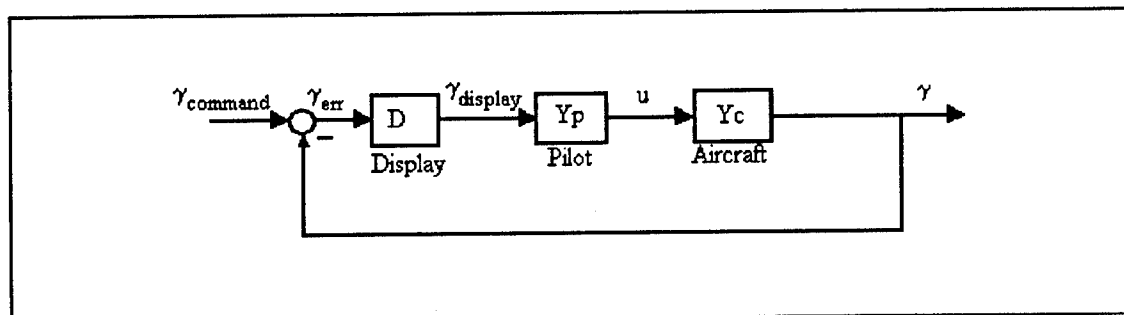 γcommand
γerr
D
Display
γdisplay
Yp
Pilot
u
Yc
Aircraft
γ
−